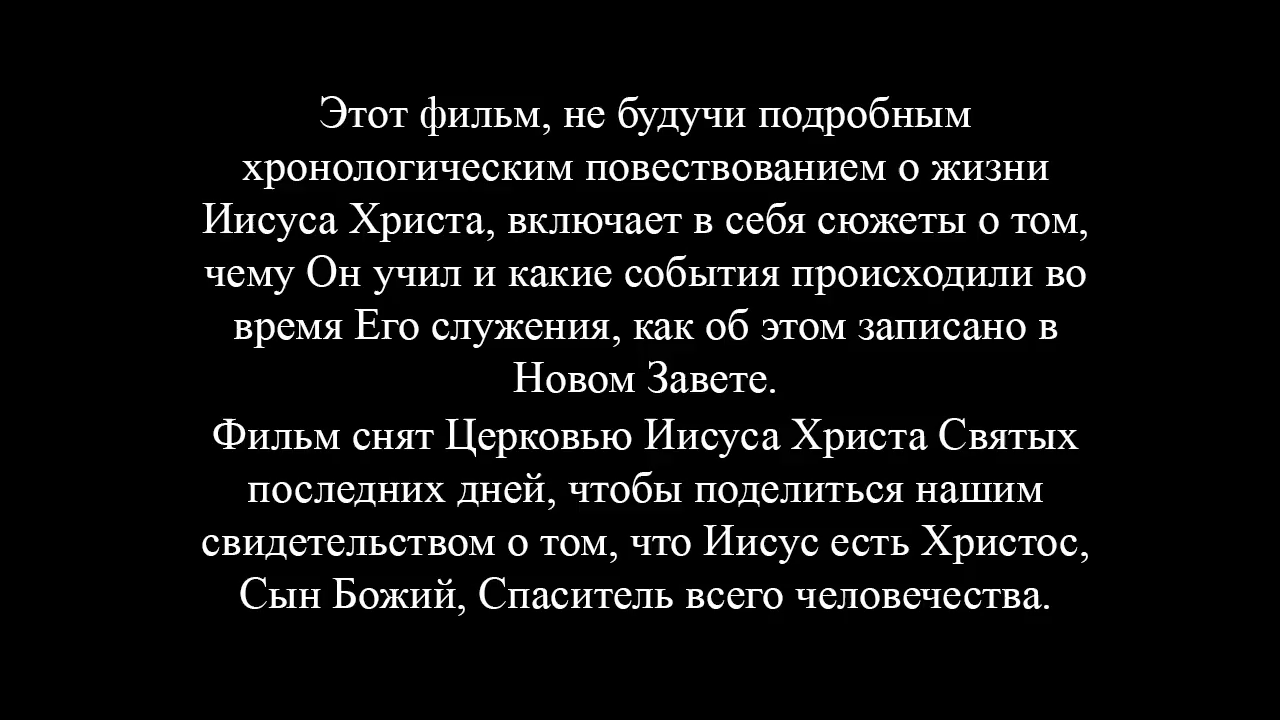 Этот фильм, не будучи подробным
хронологическим повествованием о жизни
Иисуса Христа, включает в себя сюжеты о том,
чему Он учил и какие события происходили во
время Его служения, как об этом записано в
Новом Завете.
Фильм снят Церковью Иисуса Христа Святых
последних дней, чтобы поделиться нашим
свидетельством о том, что Иисус есть Христос,
Сын Божий, Спаситель всего человечества.